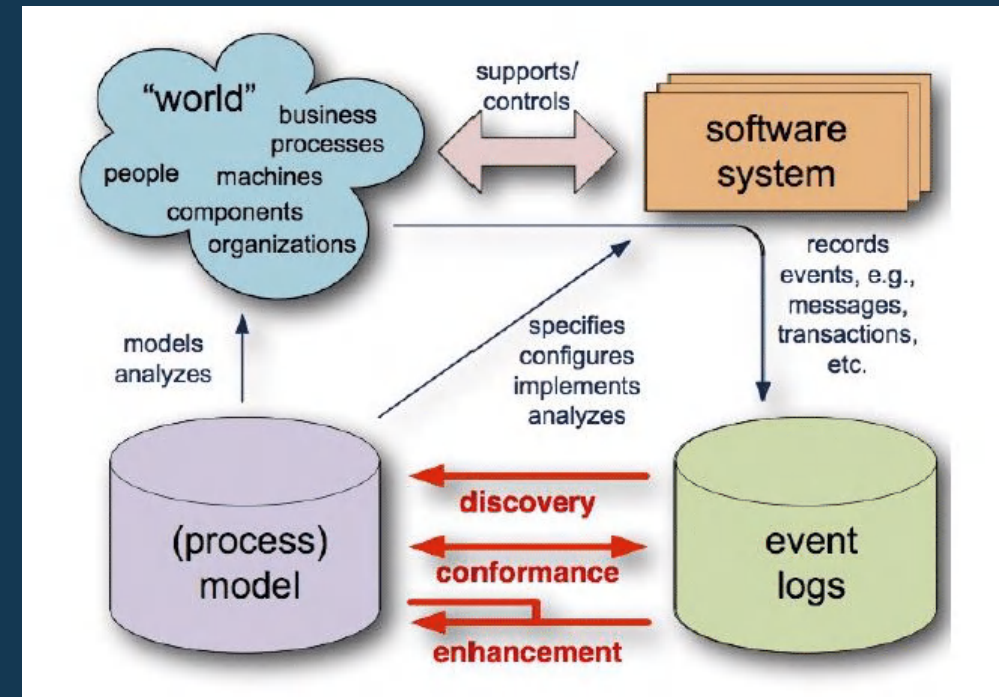 “world”
business
processes
people
machines
components
organizations
supports/
controls
software
system
records
events, e.g.,
messages,
transactions,
etc.
models
analyzes
specifies
configures
implements
analyzes
(process)
model
discovery
conformance
enhancement
event
logs